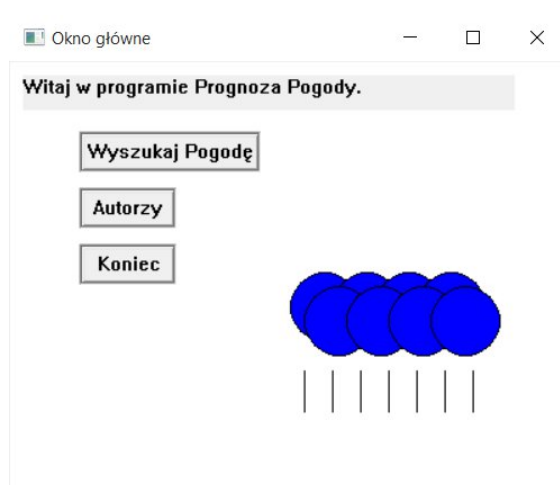 Okno główne
Witaj w programie Prognoza Pogody.
Wyszukaj Pogodę
Autorzy
Koniec